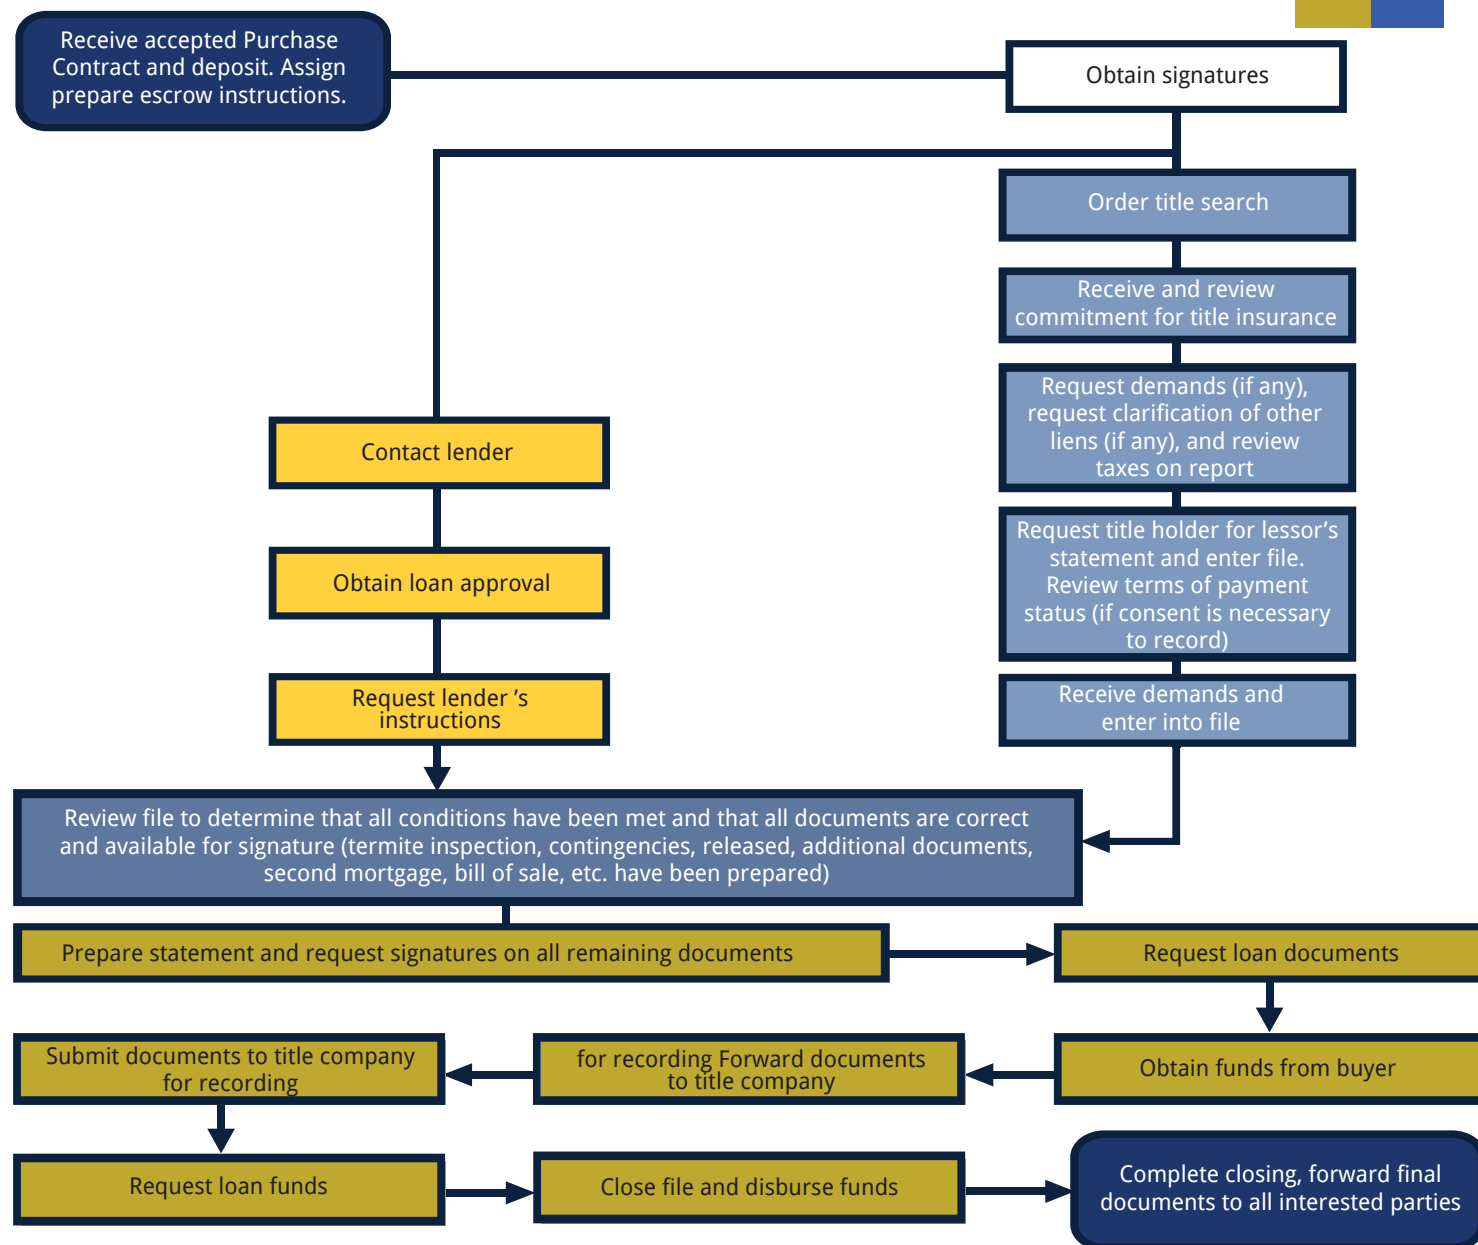 Receive accepted Purchase
Contract and deposit. Assign
prepare escrow instructions.
Obtain signatures
Order title search
Receive and review
commitment for title insurance
Request demands (if any),
request clarification of other
liens (if any), and review
taxes on report
Request title holder for lessor’s
statement and enter file.
Review terms of payment
status (if consent is necessary
to record)
Receive demands and
enter into file
Contact lender
Obtain loan approval
Request lender ’s
instructions
Review file to determine that all conditions have been met and that all documents are correct
and available for signature (termite inspection, contingencies, released, additional documents,
second mortgage, bill of sale, etc. have been prepared)
Prepare statement and request signatures on all remaining documents
Request loan documents
Obtain funds from buyer
for recording Forward documents
to title company
Submit documents to title company
for recording
Request loan funds
Close file and disburse funds
Complete closing, forward final
documents to all interested parties